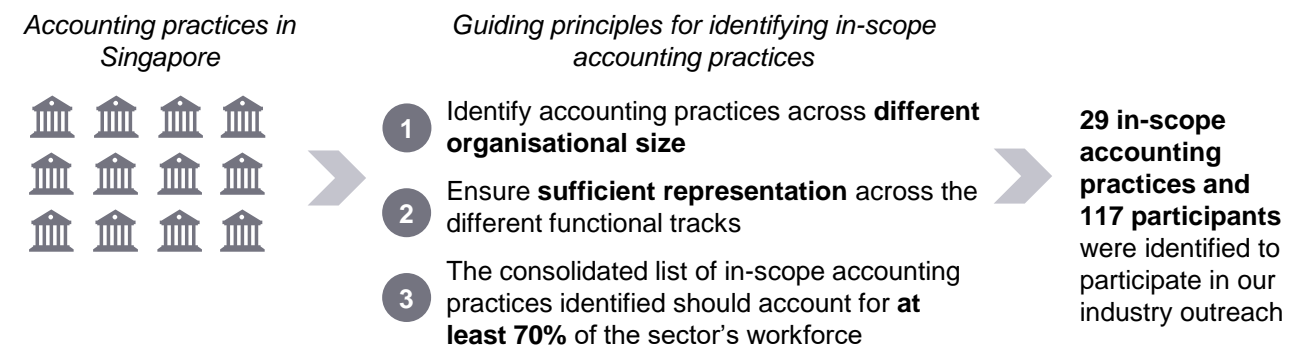 Accounting practices in
Singapore
Guiding principles for identifying in-scope
accounting practices
1
Identify accounting practices across different
organisational size
2
Ensure sufficient representation across the
different functional tracks
3
The consolidated list of in-scope accounting
practices identified should account for at
least 70% of the sector's workforce
29 in-scope
accounting
practices and
117 participants
were identified to
participate in our
industry outreach